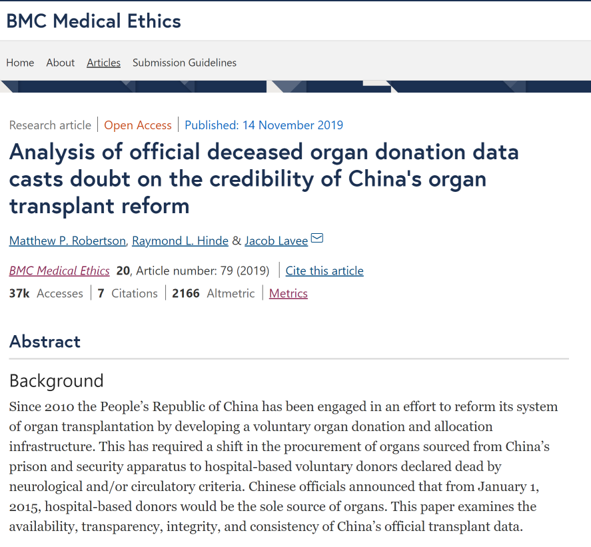 BMC Medical Ethics
Home About Articles Submission Guidelines
Research article | Open Access | Published: 14 November 2019
Analysis of official deceased organ donation data
casts doubt on the credibility of China's organ
transplant reform
Matthew P. Robertson, Raymond L. Hinde & Jacob Lavee
BMC Medical Ethics 20, Article number: 79 (2019) | Cite this article
37k Accesses | 7 Citations | 2166 Altmetric | Metrics
Abstract
Background
Since 2010 the People's Republic of China has been engaged in an effort to reform its system
of organ transplantation by developing a voluntary organ donation and allocation
infrastructure. This has required a shift in the procurement of organs sourced from China's
prison and security apparatus to hospital-based voluntary donors declared dead by
neurological and/or circulatory criteria. Chinese officials announced that from January 1,
2015, hospital-based donors would be the sole source of organs. This paper examines the
availability, transparency, integrity, and consistency of China's official transplant data.